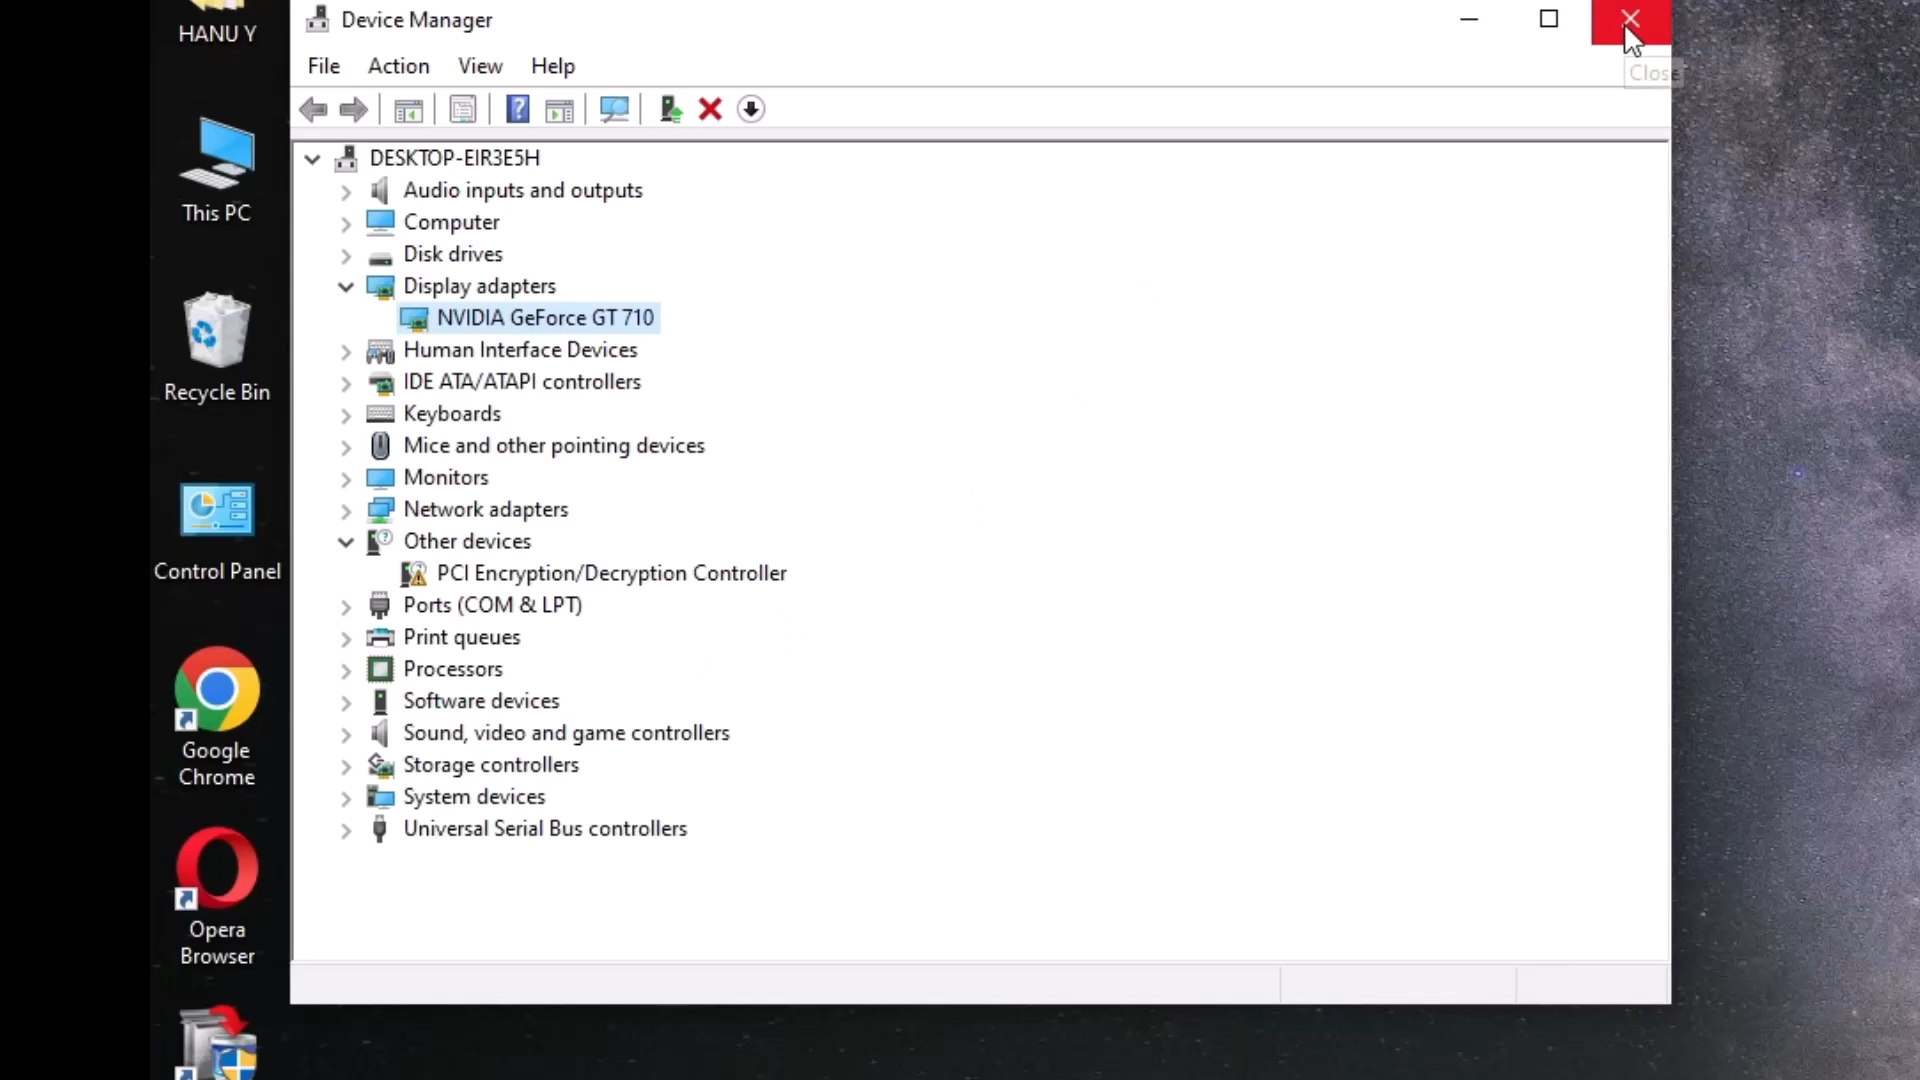 HANU Y
This PC
Recycle Bin
Control Panel
Google
Chrome
Opera
Browser
Device Manager
Close
File Action View Help
DESKTOP-EIR3E5H
Audio inputs and outputs
Computer
Disk drives
Display adapters
NVIDIA GeForce GT 710
Human Interface Devices
IDE ATA/ATAPI controllers
Keyboards
Mice and other pointing devices
Monitors
Network adapters
Other devices
PCI Encryption/Decryption Controller
Ports (COM & LPT)
Print queues
Processors
Software devices
Sound, video and game controllers
Storage controllers
System devices
Universal Serial Bus controllers